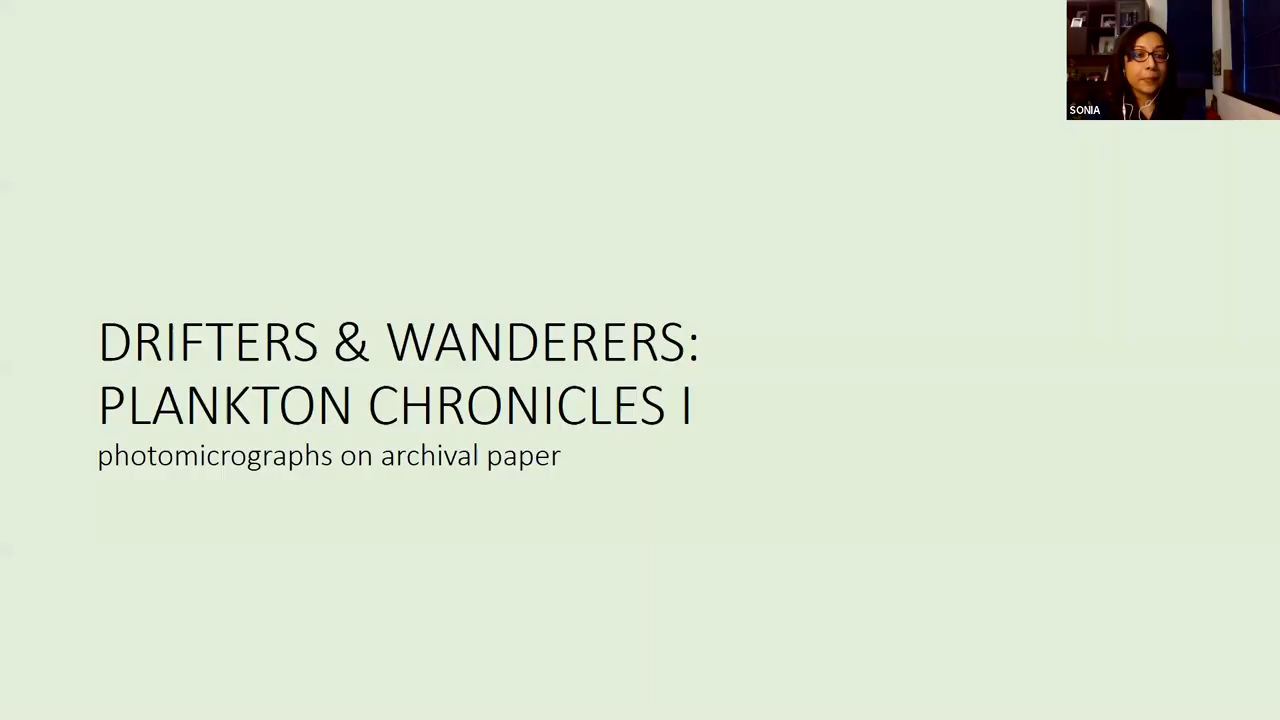 SONIA
DRIFTERS & WANDERERS:
PLANKTON CHRONICLES I
photomicrographs on archival paper